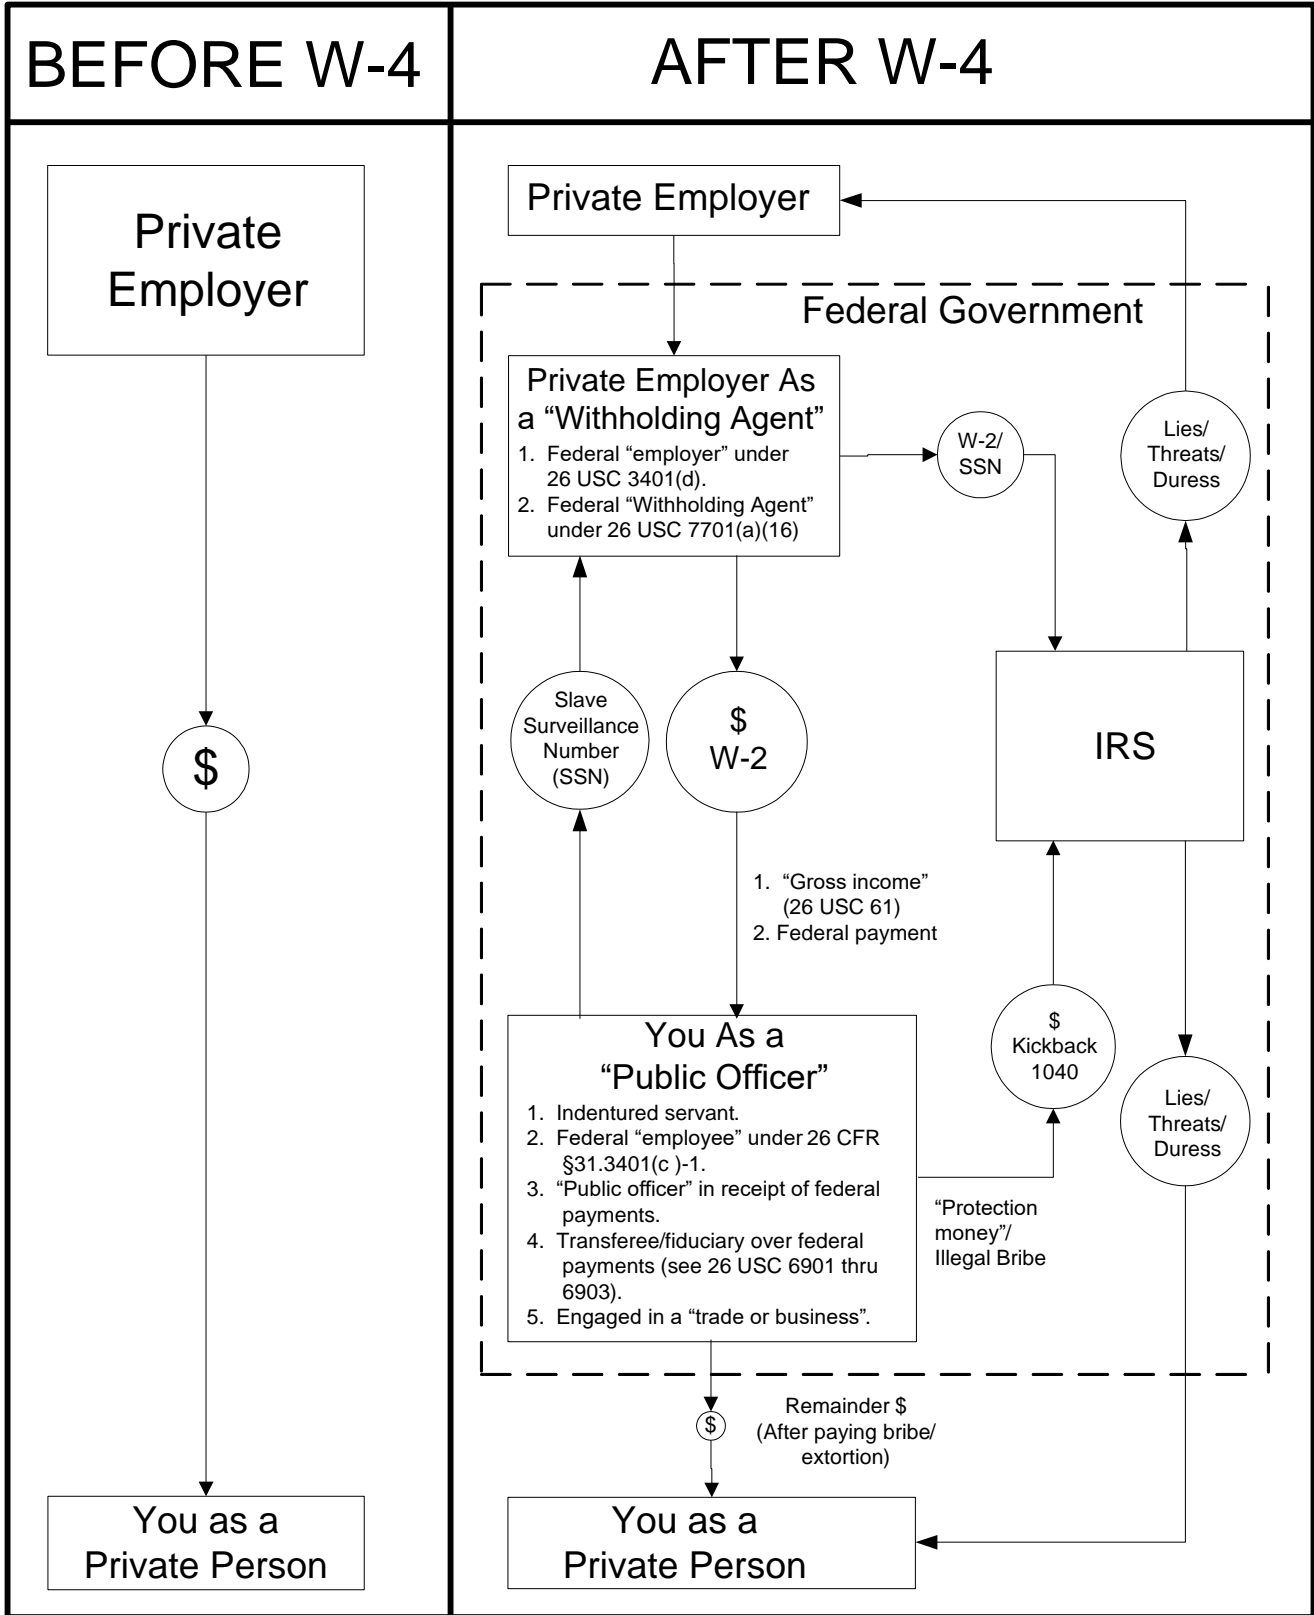 BEFORE W-4
AFTER W-4
Private
Employer
$
You as a
Private Person
Private Employer
Federal Government
Private Employer As
a “Withholding Agent”
1. Federal “employer” under
26 USC 3401(d).
2. Federal “Withholding Agent”
under 26 USC 7701(a)(16)
W-2/
SSN
Lies/
Threats/
Duress
Slave
Surveillance
Number
(SSN)
$
W-2
IRS
1. “Gross income”
(26 USC 61)
2. Federal payment
You As a
“Public Officer”
1. Indentured servant.
2. Federal “employee” under 26 CFR
§31.3401(c )-1.
3. “Public officer” in receipt of federal
payments.
4. Transferee/fiduciary over federal
payments (see 26 USC 6901 thru
6903).
5. Engaged in a “trade or business”.
$
Kickback
1040
Lies/
Threats/
Duress
“Protection
money”/
Illegal Bribe
$
Remainder $
(After paying bribe/
extortion)
You as a
Private Person